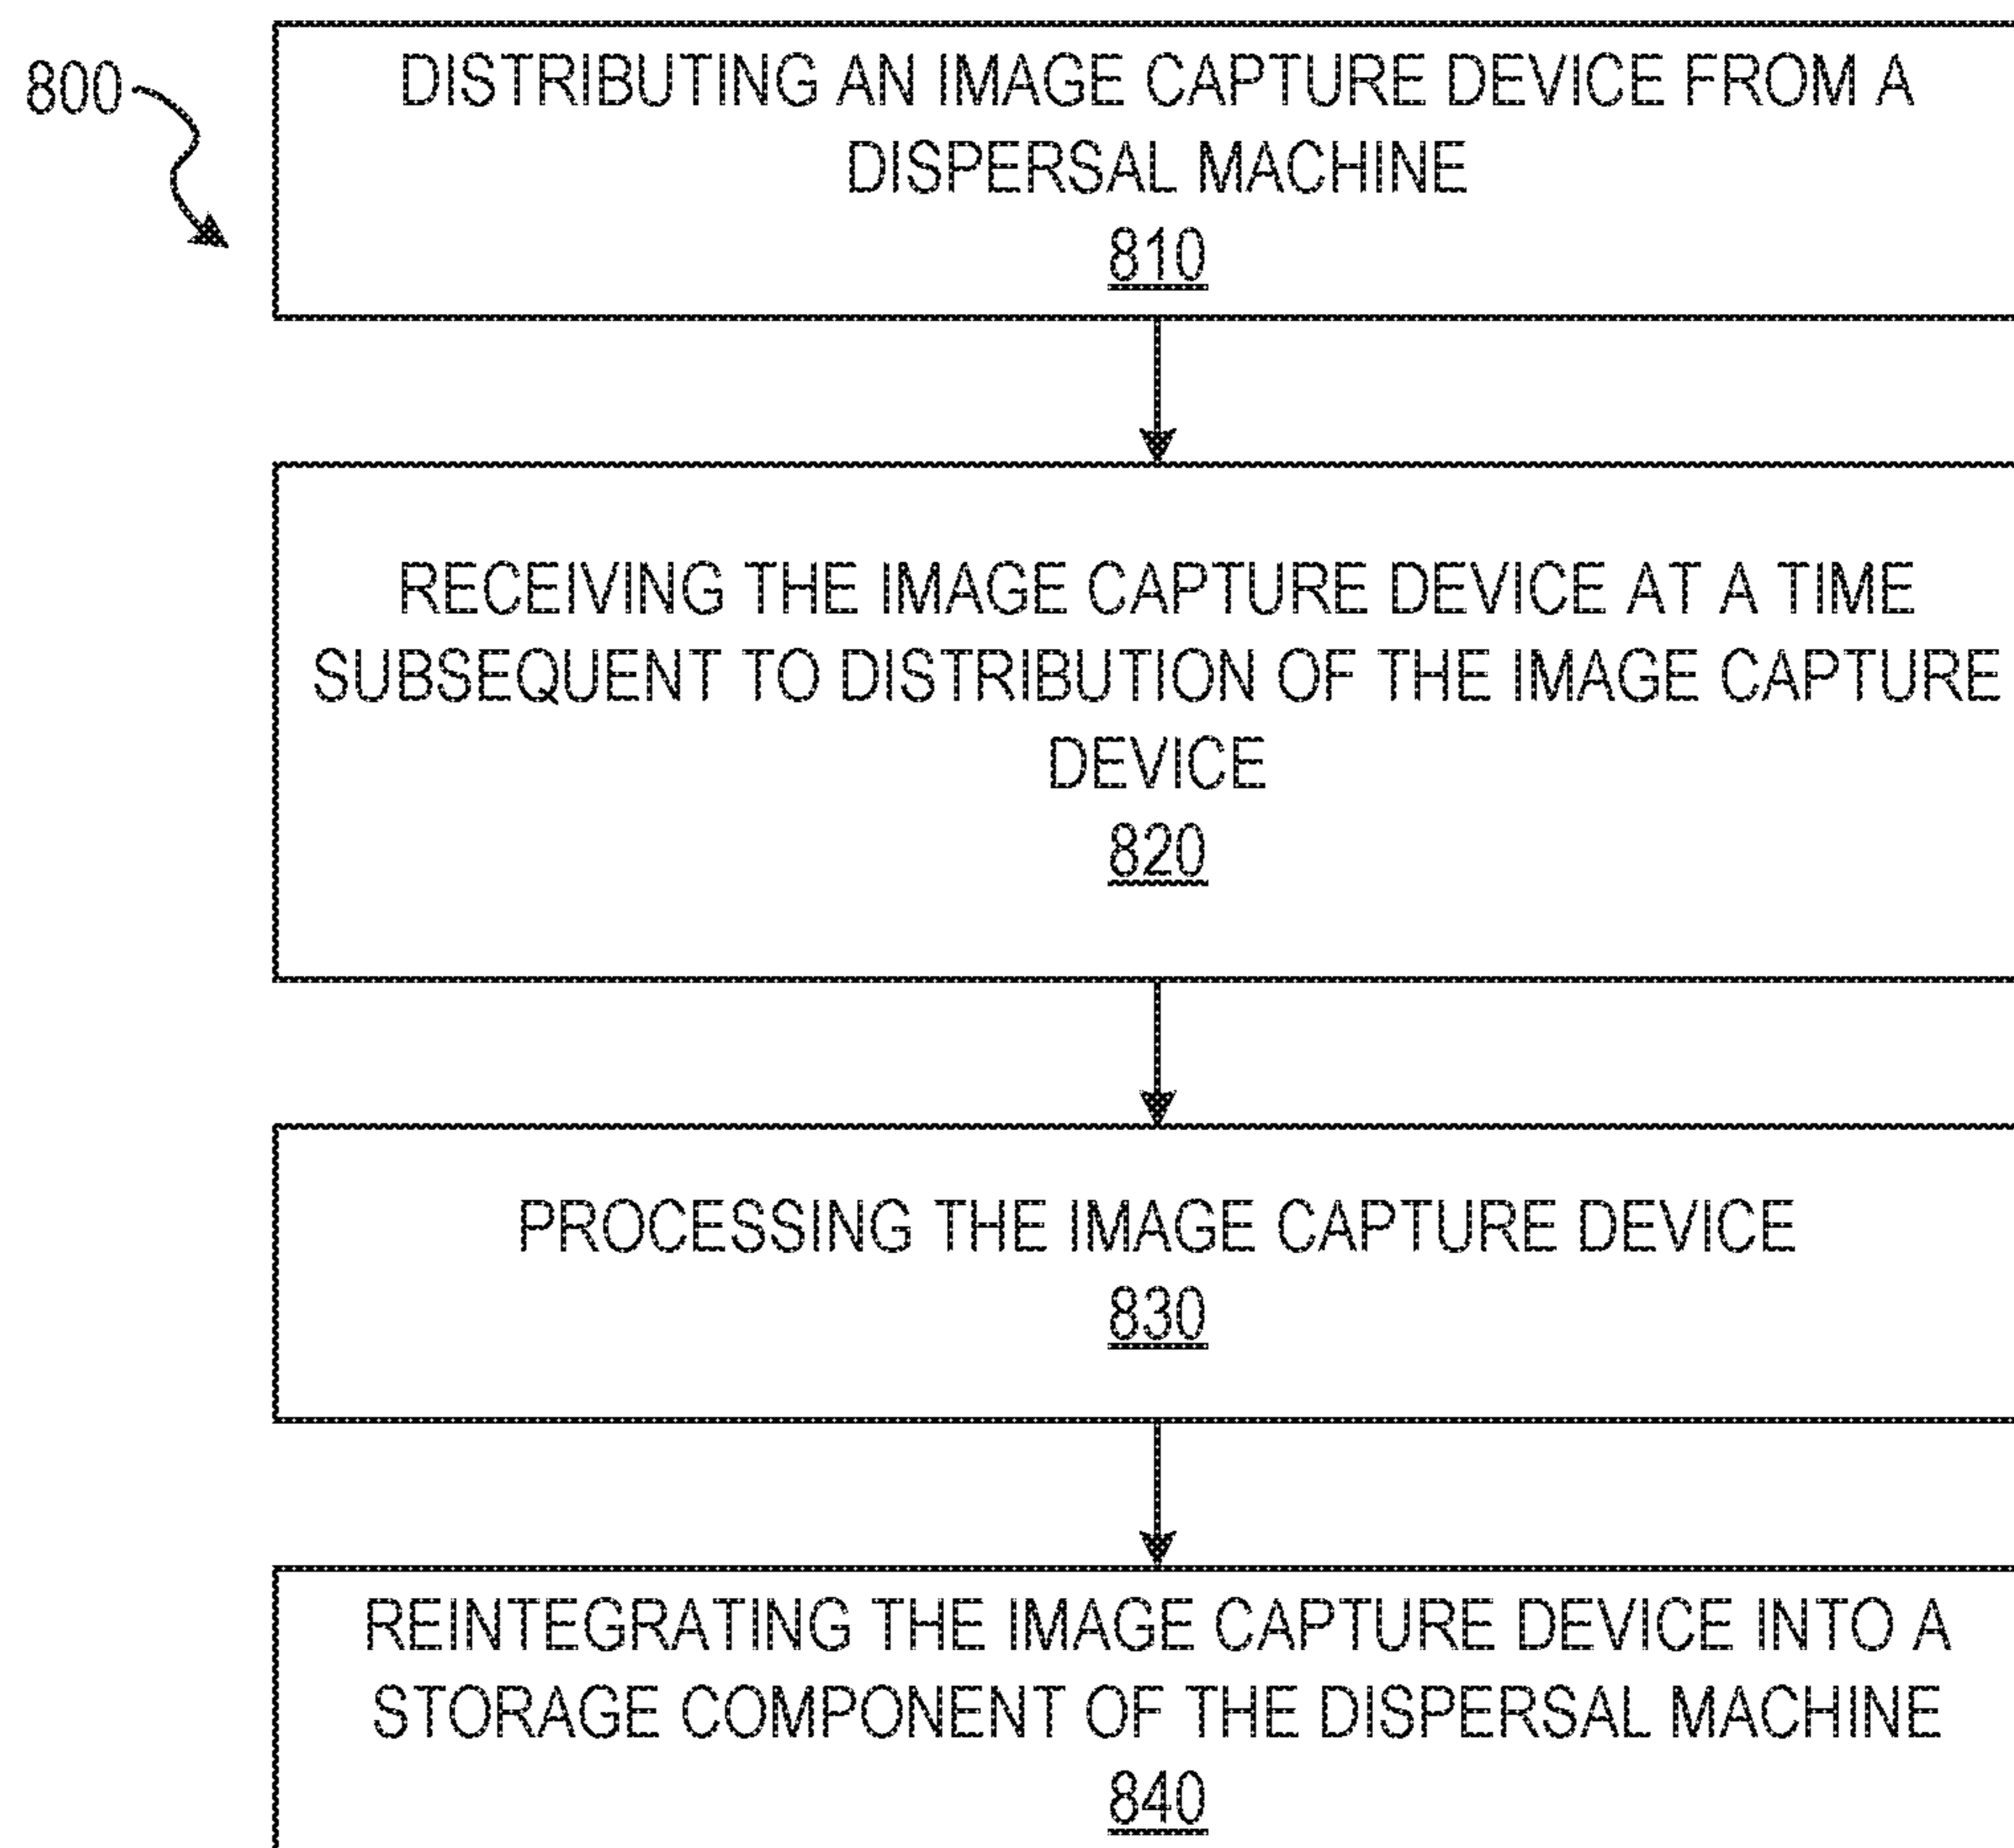 800
DISTRIBUTING AN IMAGE CAPTURE DEVICE FROM A
DISPERSAL MACHINE
810
RECEIVING THE IMAGE CAPTURE DEVICE AT A TIME
SUBSEQUENT TO DISTRIBUTION OF THE IMAGE CAPTURE
DEVICE
820
PROCESSING THE IMAGE CAPTURE DEVICE
830
REINTEGRATING THE IMAGE CAPTURE DEVICE INTO A
STORAGE COMPONENT OF THE DISPERSAL MACHINE
840